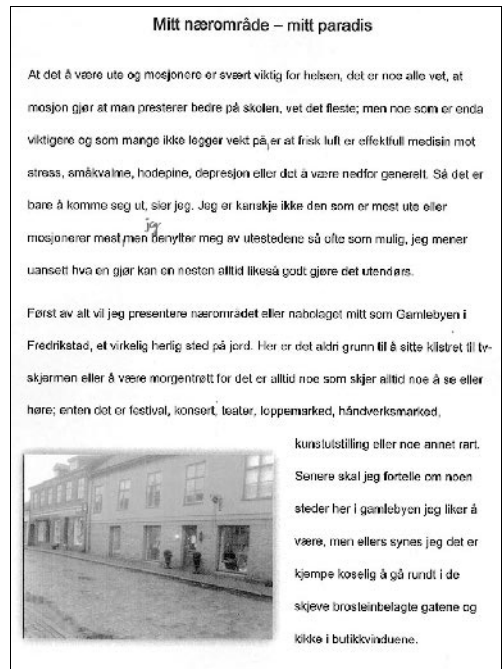 Mitt nærområde – mitt paradis
At det å være ute og mosjonere er svært viktig for helsen, det er noe alle vet, at
mosjon gjør at man presterer bedre på skolen, vet det fleste; men noe som er enda
viktigere og som mange ikke legger vekt på, er at frisk luft er effektfull medisin mot
stress, småkvalme, hodepine, depresjon eller det å være nedfor generelt. Så det er
bare å komme seg ut, sier jeg. Jeg er kanskje ikke den som er mest ute eller
mosjonerer mest, men jeg benytter meg av utestedene så ofte som mulig, jeg mener
uansett hva en gjør kan en nesten alltid likeså godt gjøre det utendørs.
Først av alt vil jeg presentere nærområdet eller nabolaget mitt som Gamlebyen i
Fredrikstad, et virkelig herlig sted på jord. Her er det aldri grunn til å sitte klistret til tv-
skjermen eller å være morgentrøtt for det er alltid noe som skjer alltid noe å se eller
høre; enten det er festival, konsert, teater, loppemarked, håndverksmarked,
kunstutstilling eller noe annet rart.
Senere skal jeg fortelle om noen
steder her i gamlebyen jeg liker å
være, men ellers synes jeg det er
kjempe koselig å gå rundt i de
skjeve brosteinbelagte gatene og
kikke i butikkvinduene.